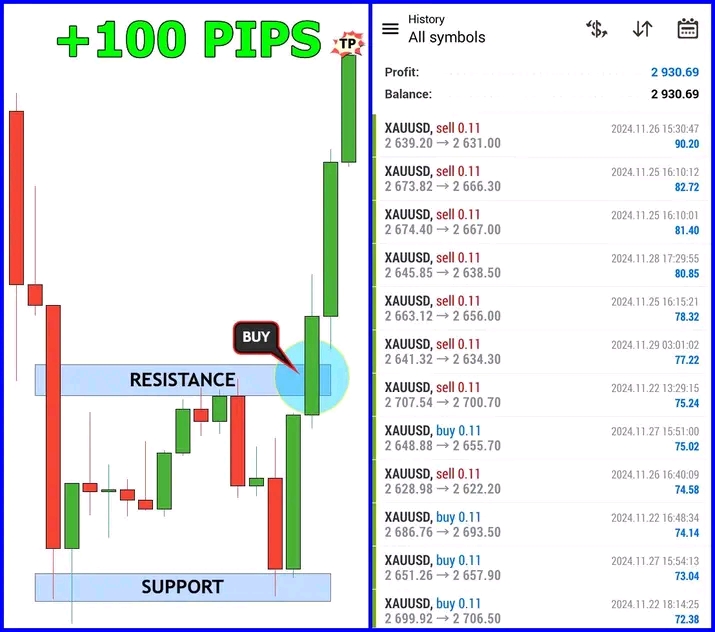 +100 PIPS
TP
BUY
RESISTANCE
SUPPORT
History
All symbols
Profit: 2 930.69
Balance: 2 930.69
XAUUSD, sell 0.11 2024.11.26 15:30:47
2 639.20 → 2 631.00 90.20
XAUUSD, sell 0.11 2024.11.25 16:10:12
2 673.82 → 2 666.30 82.72
XAUUSD, sell 0.11 2024.11.25 16:10:01
2 674.40 → 2 667.00 81.40
XAUUSD, sell 0.11 2024.11.28 17:29:55
2 645.85 → 2 638.50 80.85
XAUUSD, sell 0.11 2024.11.25 16:15:21
2 663.12 → 2 656.00 78.32
XAUUSD, sell 0.11 2024.11.29 03:01:02
2 641.32 → 2 634.30 77.22
XAUUSD, sell 0.11 2024.11.22 13:29:15
2 707.54 → 2 700.70 75.24
XAUUSD, buy 0.11 2024.11.27 15:51:00
2 648.88 → 2 655.70 75.02
XAUUSD, sell 0.11 2024.11.26 16:40:09
2 628.98 → 2 622.20 74.58
XAUUSD, buy 0.11 2024.11.22 16:48:34
2 686.76 → 2 693.50 74.14
XAUUSD, buy 0.11 2024.11.27 15:54:13
2 651.26 → 2 657.90 73.04
XAUUSD, buy 0.11 2024.11.22 18:14:25
2 699.92 → 2 706.50 72.38